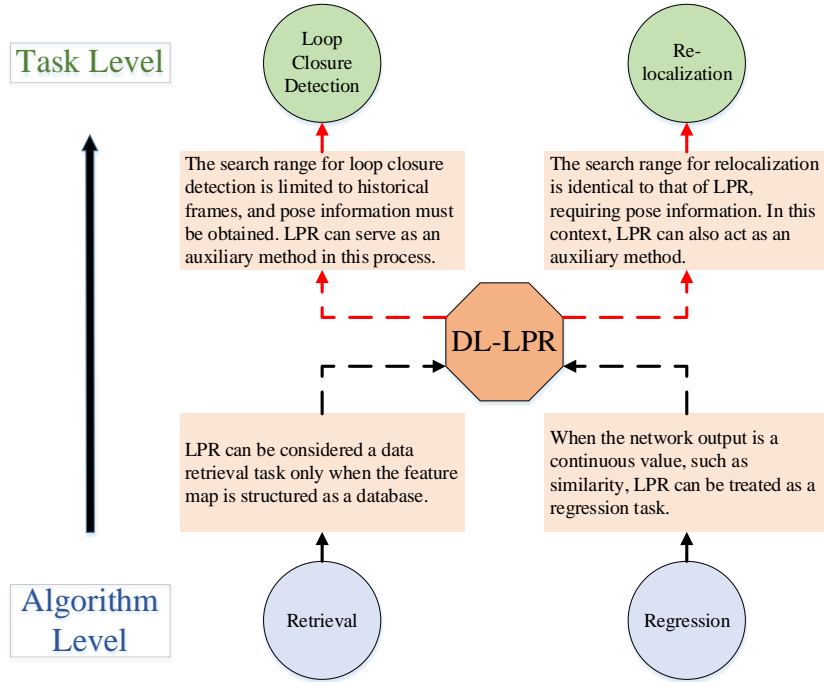 Task Level
Loop
Closure
Detection
Re-
localization
The search range for loop closure
detection is limited to historical
frames, and pose information must
be obtained. LPR can serve as an
auxiliary method in this process.
The search range for relocalization
is identical to that of LPR,
requiring pose information. In this
context, LPR can also act as an
auxiliary method.
DL-LPR
LPR can be considered a data
retrieval task only when the feature
map is structured as a database.
When the network output is a
continuous value, such as
similarity, LPR can be treated as a
regression task.
Algorithm
Level
Retrieval
Regression